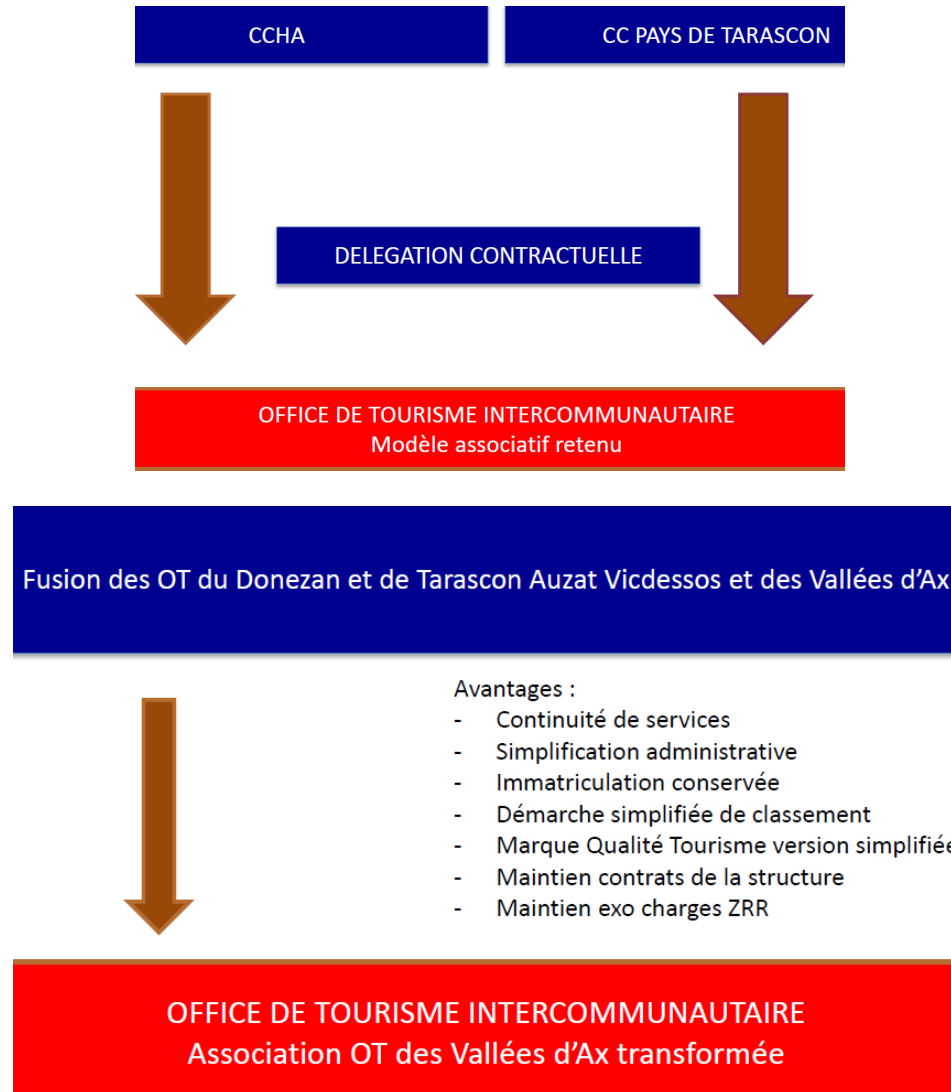 CCHA
CC PAYS DE TARASCON
DELEGATION CONTRACTUELLE
OFFICE DE TOURISME INTERCOMMUNAUTAIRE
Modèle associatif retenu
Fusion des OT du Donezan et de Tarascon Auzat Vicdessos et des Vallées d'Ax
Avantages :
- Continuité de services
- Simplification administrative
- Immatriculation conservée
- Démarche simplifiée de classement
- Marque Qualité Tourisme version simplifiée
- Maintien contrats de la structure
- Maintien exo charges ZRR
OFFICE DE TOURISME INTERCOMMUNAUTAIRE
Association OT des Vallées d'Ax transformée